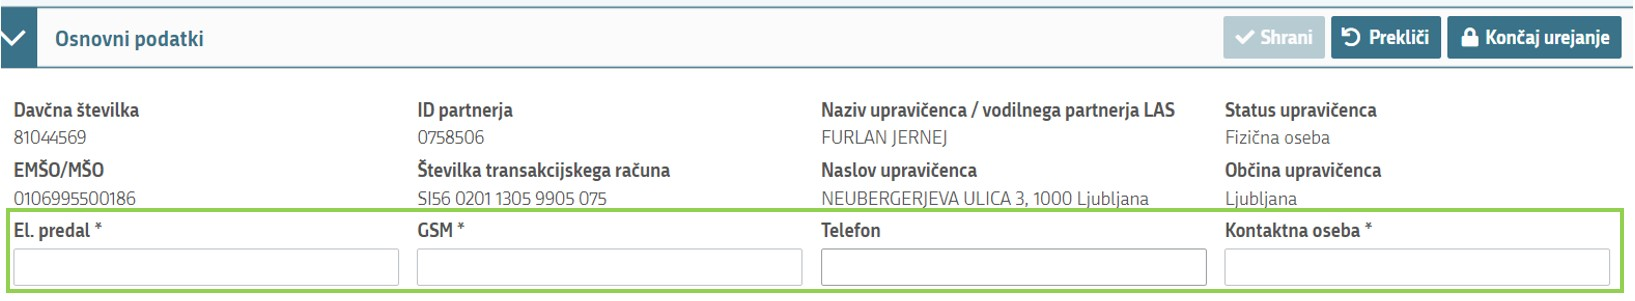 Osnovni podatki Shrani Prekliči Končaj urejanje
Davčna številka ID partnerja Naziv upravičenca / vodilnega partnerja LAS Status upravičenca
81044569 0758506 FURLAN JERNEJ Fizična oseba
EMŠO/MŠO Številka transakcijskega računa Naslov upravičenca Občina upravičenca
0106995500186 SI56 0201 1305 9905 075 NEUBERGERJEVA ULICA 3, 1000 Ljubljana Ljubljana
El. predal * GSM * Telefon Kontaktna oseba *